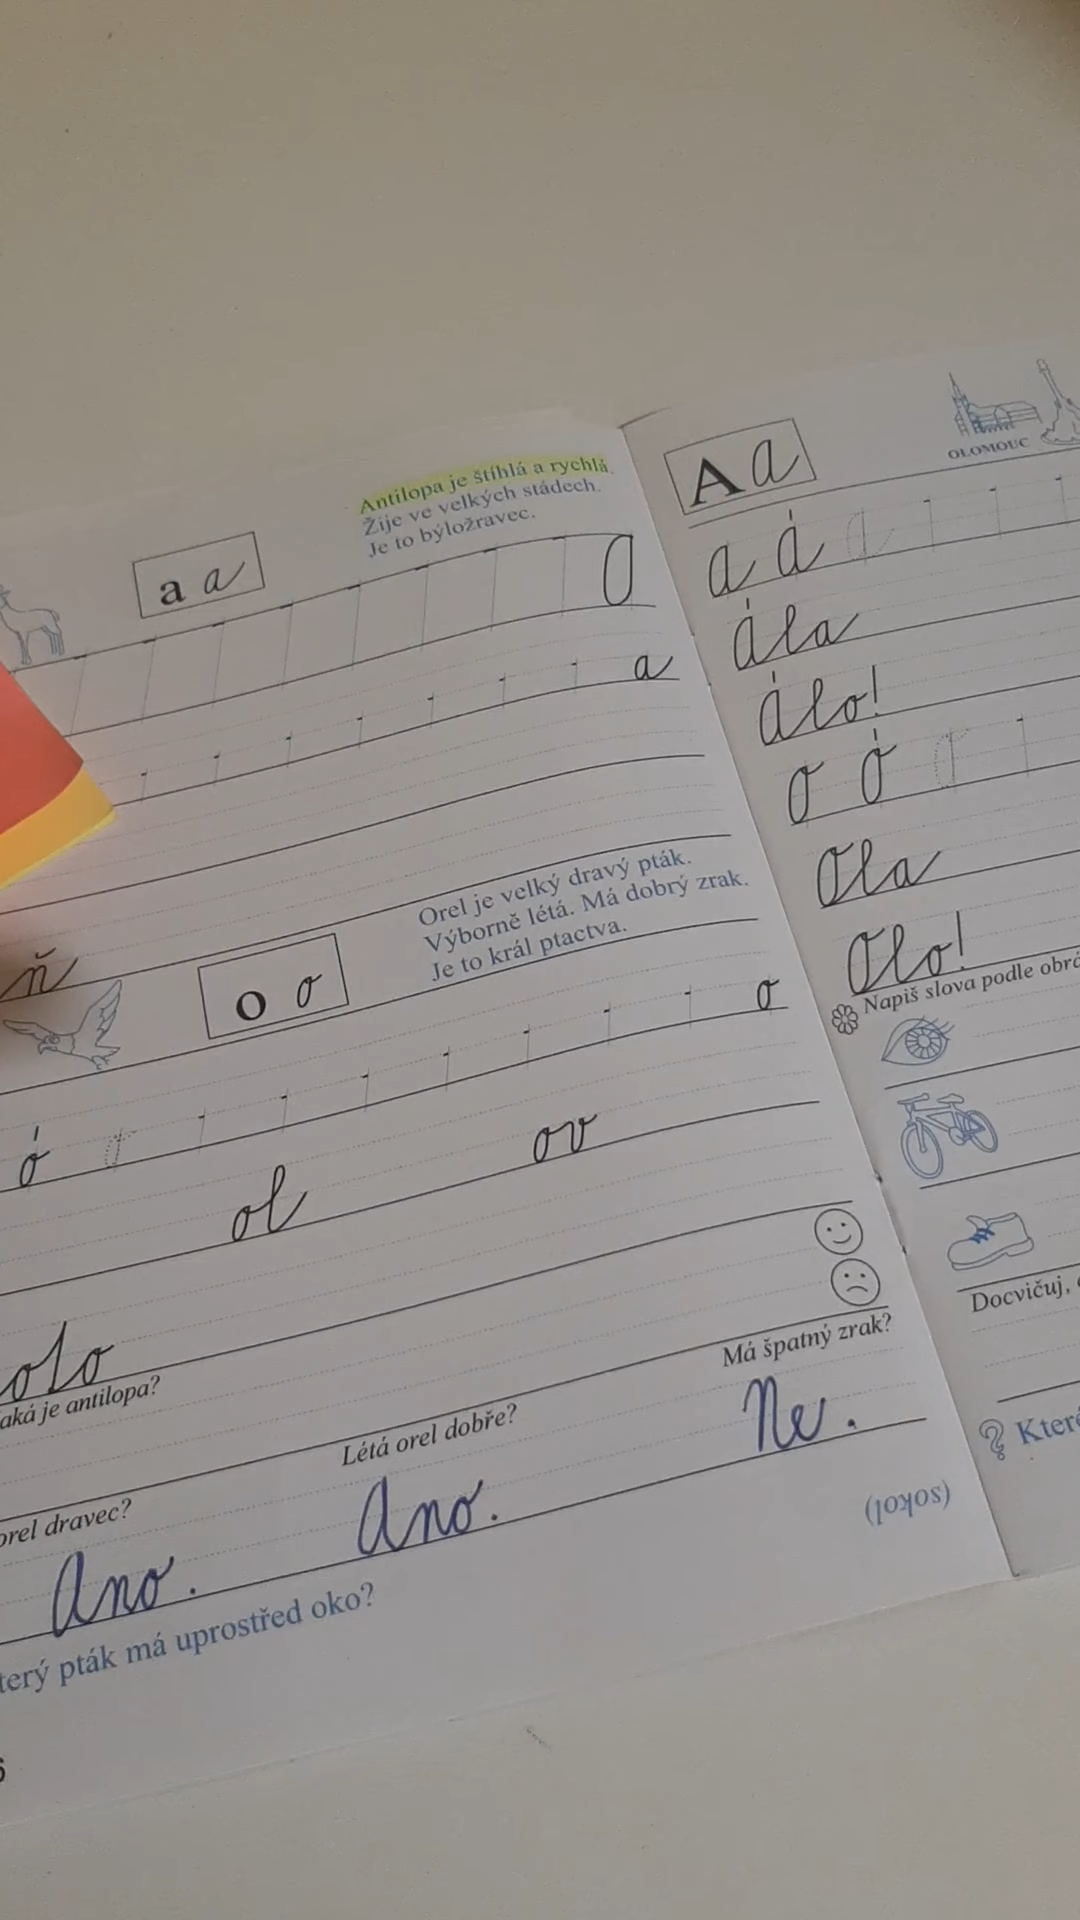 Antilopa je štíhlá a rychlá.
Žije ve velkých stádech.
Je to býložravec.
a a
O
a
Orel je velký dravý pták.
Výborně létá. Má dobrý zrak.
Je to král ptactva.
ň
o o
o
ó o
ol ov
olo
aká je antilopa?
Má špatný zrak?
Ne.
Létá orel dobře?
Ano.
orel dravec?
Ano.
(sokol)
terý pták má uprostřed oko?
6
A A
OLOMOUC
A Á A
Ála
Álo!
O Ó O
Ola
Olo!
Napiš slova podle obrá
Docvičuj,
Kter